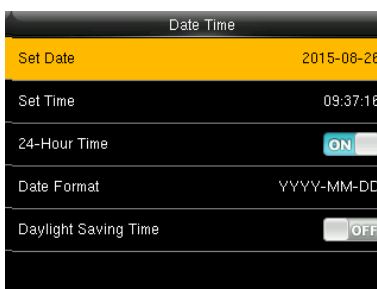 Date Time
Set Date 2015-08-26
Set Time 09:37:16
24-Hour Time ON
Date Format YYYY-MM-DD
Daylight Saving Time OFF